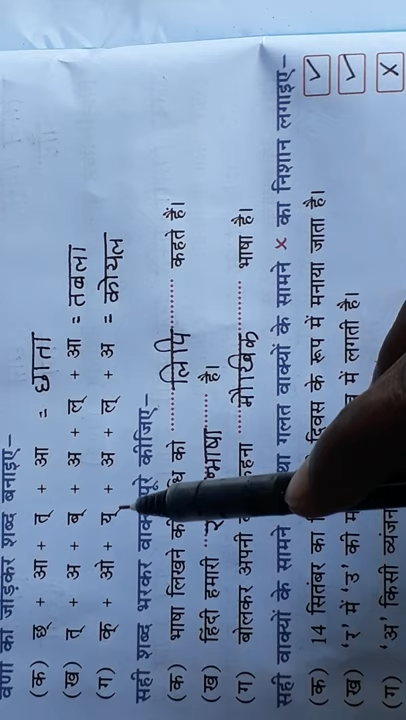 वर्णों को जोड़कर शब्द बनाइए–
(क) छ् + आ + त् + आ = छाता
(ख) त् + अ + ब् + अ + ल् + आ = तबला
(ग) क् + ओ + य् + अ + ल् + अ = कोयल
सही शब्द भरकर वाक्य पूरे कीजिए–
(क) भाषा लिखने की को लिपि कहते हैं।
(ख) हिंदी हमारी है।
(ग) बोलकर अपनी कहना मौखिक भाषा है।
सही वाक्यों के सामने गलत वाक्यों के सामने × का निशान लगाइए–
(क) 14 सितंबर का दिवस के रूप में मनाया जाता है। ✓
(ख) 'र' में 'उ' की में लगती है। ✓
(ग) 'अ' किसी व्यंजन ×